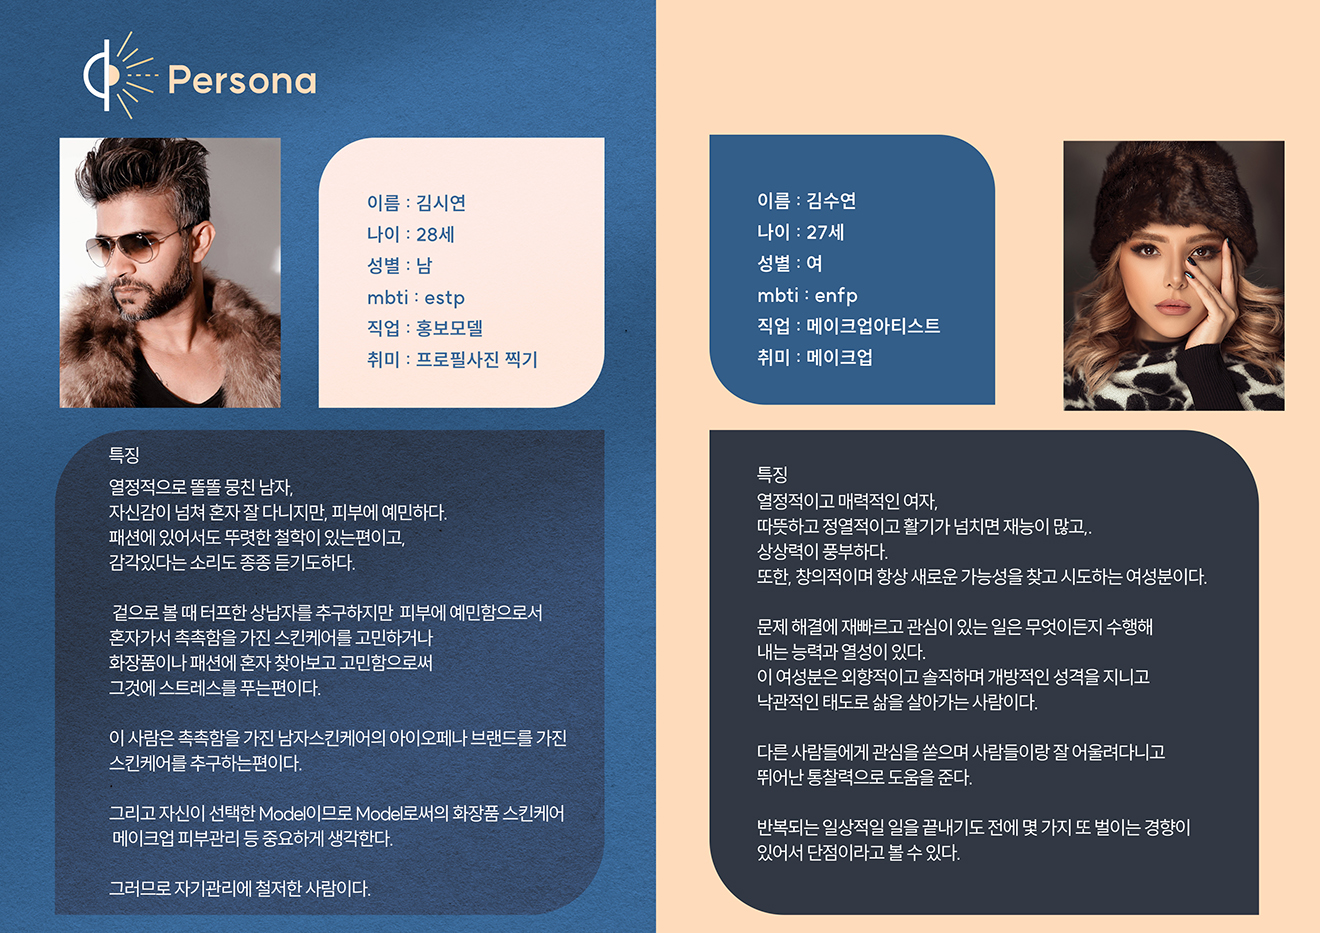 Persona
이름 : 김시연
나이 : 28세
성별 : 남
mbti : estp
직업 : 홍보모델
취미 : 프로필사진 찍기
특징
열정적으로 똘똘 뭉친 남자,
자신감이 넘쳐 혼자 잘 다니지만, 피부에 예민하다.
패션에 있어서도 뚜렷한 철학이 있는편이고,
감각있다는 소리도 종종 듣기도하다.
겉으로 볼 때 터프한 상남자를 추구하지만 피부에 예민함으로서
혼자가서 촉촉함을 가진 스킨케어를 고민하거나
화장품이나 패션에 혼자 찾아보고 고민함으로써
그것에 스트레스를 푸는편이다.
이 사람은 촉촉함을 가진 남자스킨케어의 아이오페나 브랜드를 가진
스킨케어를 추구하는편이다.
그리고 자신이 선택한 Model이므로 Model로써의 화장품 스킨케어
메이크업 피부관리 등 중요하게 생각한다.
그러므로 자기관리에 철저한 사람이다.
이름 : 김수연
나이 : 27세
성별 : 여
mbti : enfp
직업 : 메이크업아티스트
취미 : 메이크업
특징
열정적이고 매력적인 여자,
따뜻하고 정열적이고 활기가 넘치면 재능이 많고,.
상상력이 풍부하다.
또한, 창의적이며 항상 새로운 가능성을 찾고 시도하는 여성분이다.
문제 해결에 재빠르고 관심이 있는 일은 무엇이든지 수행해
내는 능력과 열성이 있다.
이 여성분은 외향적이고 솔직하며 개방적인 성격을 지니고
낙관적인 태도로 삶을 살아가는 사람이다.
다른 사람들에게 관심을 쏟으며 사람들이랑 잘 어울려다니고
뛰어난 통찰력으로 도움을 준다.
반복되는 일상적일 일을 끝내기도 전에 몇 가지 또 벌이는 경향이
있어서 단점이라고 볼 수 있다.